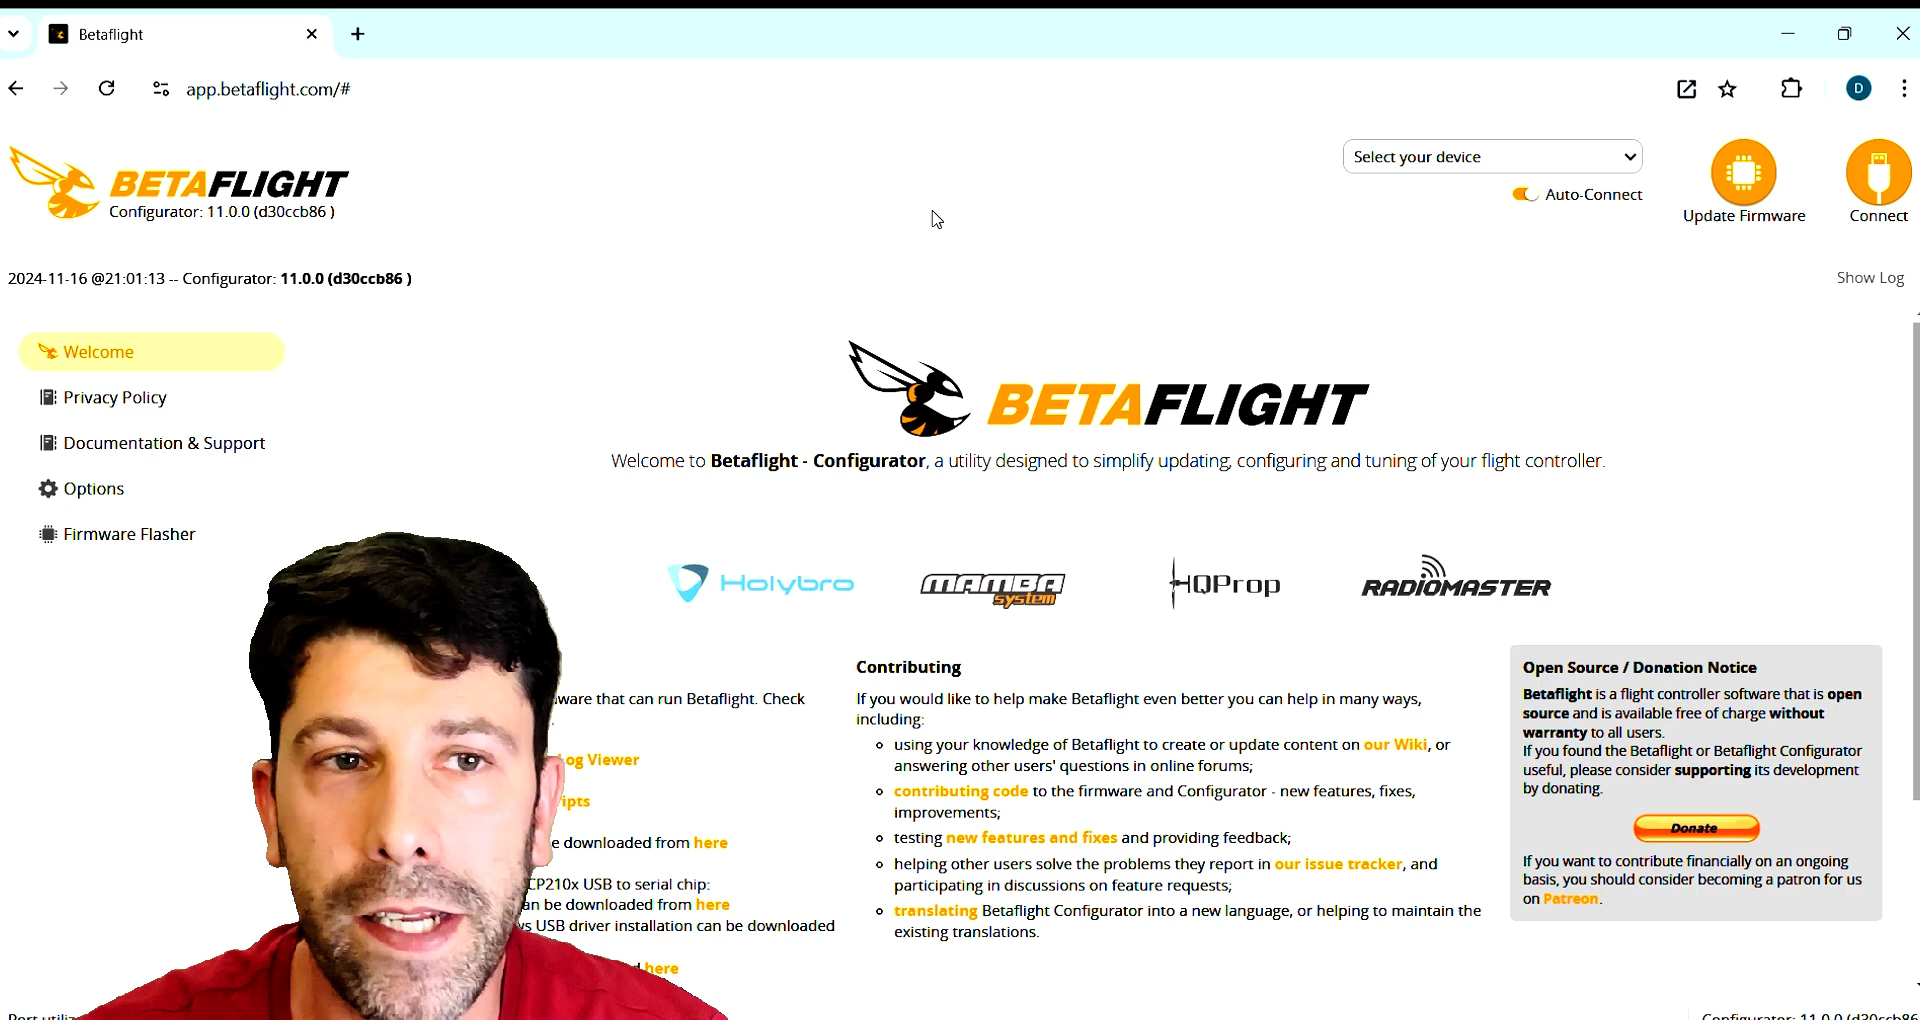 Betaflight
app.betaflight.com/#
D
BETAFLIGHT
Configurator: 11.0.0 (d30ccb86 )
Select your device
Auto-Connect
Update Firmware
Connect
2024-11-16 @21:01:13 -- Configurator: 11.0.0 (d30ccb86 )
Show Log
Welcome
Privacy Policy
Documentation & Support
Options
Firmware Flasher
BETAFLIGHT
Welcome to Betaflight - Configurator, a utility designed to simplify updating, configuring and tuning of your flight controller.
Holybro
MAMBA
system
HQProp
RADIOMASTER
that can run Betaflight. Check
Viewer
downloaded from here
CP210x USB to serial chip:
can be downloaded from here
USB driver installation can be downloaded
here
Contributing
If you would like to help make Betaflight even better you can help in many ways,
including:
using your knowledge of Betaflight to create or update content on our Wiki, or
answering other users' questions in online forums;
contributing code to the firmware and Configurator - new features, fixes,
improvements;
testing new features and fixes and providing feedback;
helping other users solve the problems they report in our issue tracker, and
participating in discussions on feature requests;
translating Betaflight Configurator into a new language, or helping to maintain the
existing translations.
Open Source / Donation Notice
Betaflight is a flight controller software that is open
source and is available free of charge without
warranty to all users.
If you found the Betaflight or Betaflight Configurator
useful, please consider supporting its development
by donating.
Donate
If you want to contribute financially on an ongoing
basis, you should consider becoming a patron for us
on Patreon.
Configurator: 11.0.0 (d30ccb86